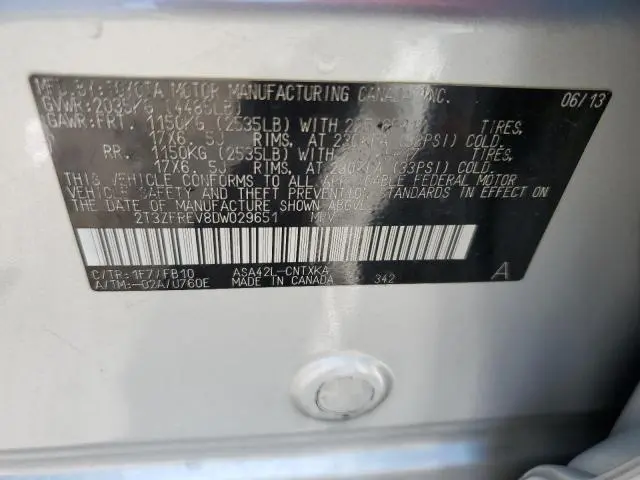 MFD. BY: TOYOTA MOTOR MANUFACTURING CANADA INC.
06/13
GVWR: 2035KG (4485LB)
GAWR: FRT. 1150KG (2535LB) WITH TIRES,
17X6. 5J RIMS, AT COLD.
RR. 1150KG (2535LB) WITH TIRES,
17X6. 5J RIMS, AT (33PSI) COLD.
THIS VEHICLE CONFORMS TO ALL APPLICABLE FEDERAL MOTOR
VEHICLE SAFETY AND THEFT STANDARDS IN EFFECT ON
THE DATE OF MANUFACTURE SHOWN ABOVE.
2T3ZFREV8DW029651 MPV
C/TR: 1F7/FB10 ASA42L-CNTXKA
A/TM:-02A/U760E MADE IN CANADA 342
A